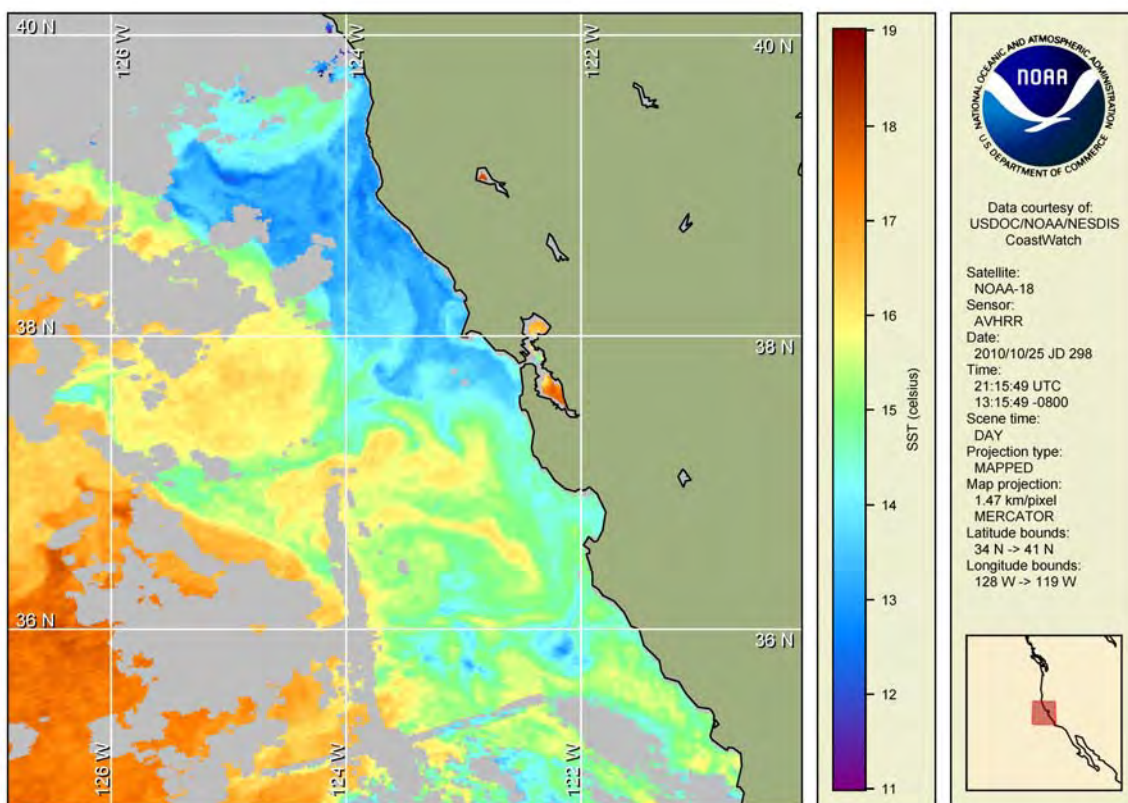 40 N
126 W
124 W
122 W
40 N
38 N
38 N
36 N
36 N
126 W
124 W
122 W
19
18
17
16
15
14
13
12
11
SST (celsius)
NATIONAL OCEANIC AND ATMOSPHERIC ADMINISTRATION
NOAA
U.S. DEPARTMENT OF COMMERCE
Data courtesy of:
USDOC/NOAA/NESDIS
CoastWatch
Satellite:
NOAA-18
Sensor:
AVHRR
Date:
2010/10/25 JD 298
Time:
21:15:49 UTC
13:15:49 -0800
Scene time:
DAY
Projection type:
MAPPED
Map projection:
1.47 km/pixel
MERCATOR
Latitude bounds:
34 N -> 41 N
Longitude bounds:
128 W -> 119 W